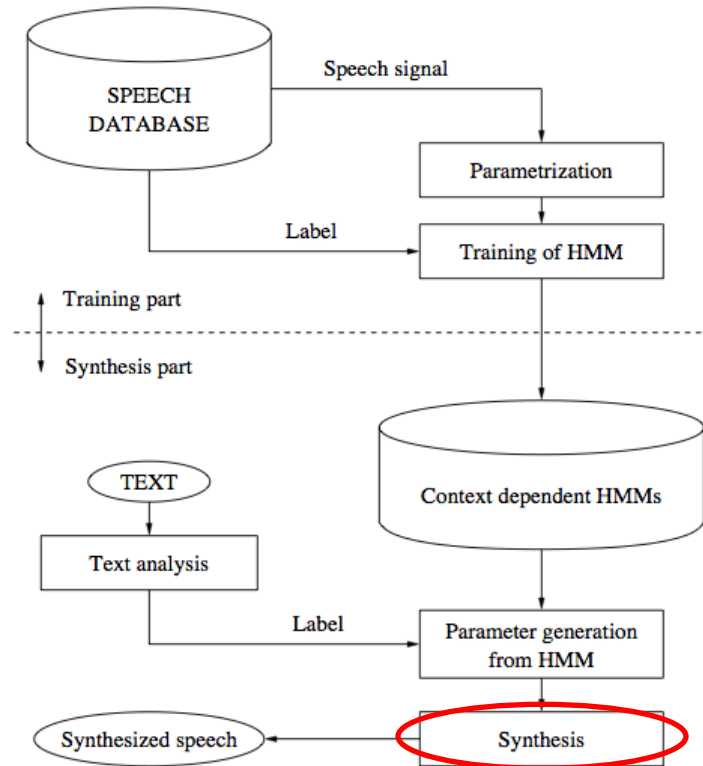 Speech signal
SPEECH
DATABASE
Parametrization
Label
Training of HMM
Training part
Synthesis part
TEXT
Context dependent HMMs
Text analysis
Label
Parameter generation
from HMM
Synthesized speech
Synthesis